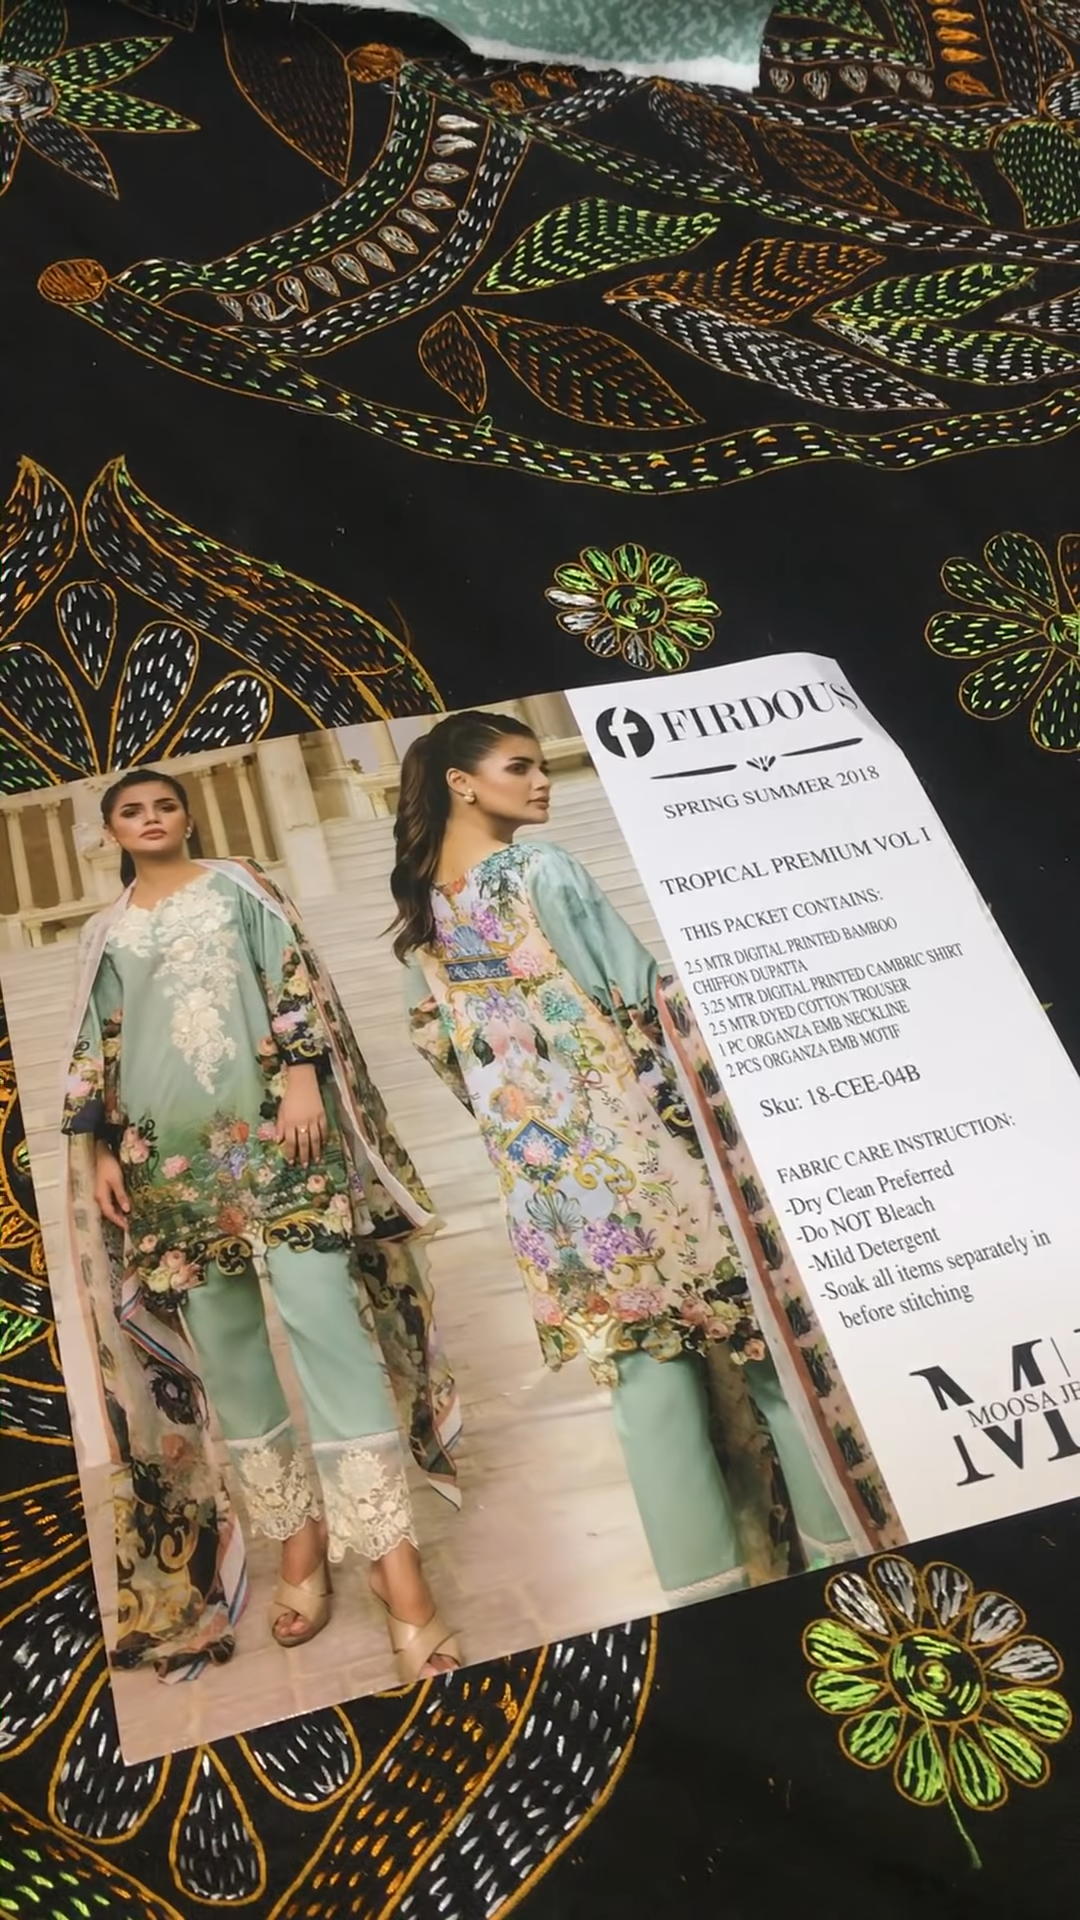 FIRDOUS
SPRING SUMMER 2018
TROPICAL PREMIUM VOL I
THIS PACKET CONTAINS:
2.5 MTR DIGITAL PRINTED BAMBOO
CHIFFON DUPATTA
3.25 MTR DIGITAL PRINTED CAMBRIC SHIRT
2.5 MTR DYED COTTON TROUSER
1 PC ORGANZA EMB NECKLINE
2 PCS ORGANZA EMB MOTIF
Sku: 18-CEE-04B
FABRIC CARE INSTRUCTION:
-Dry Clean Preferred
-Do NOT Bleach
-Mild Detergent
-Soak all items separately in
before stitching
MOOSA